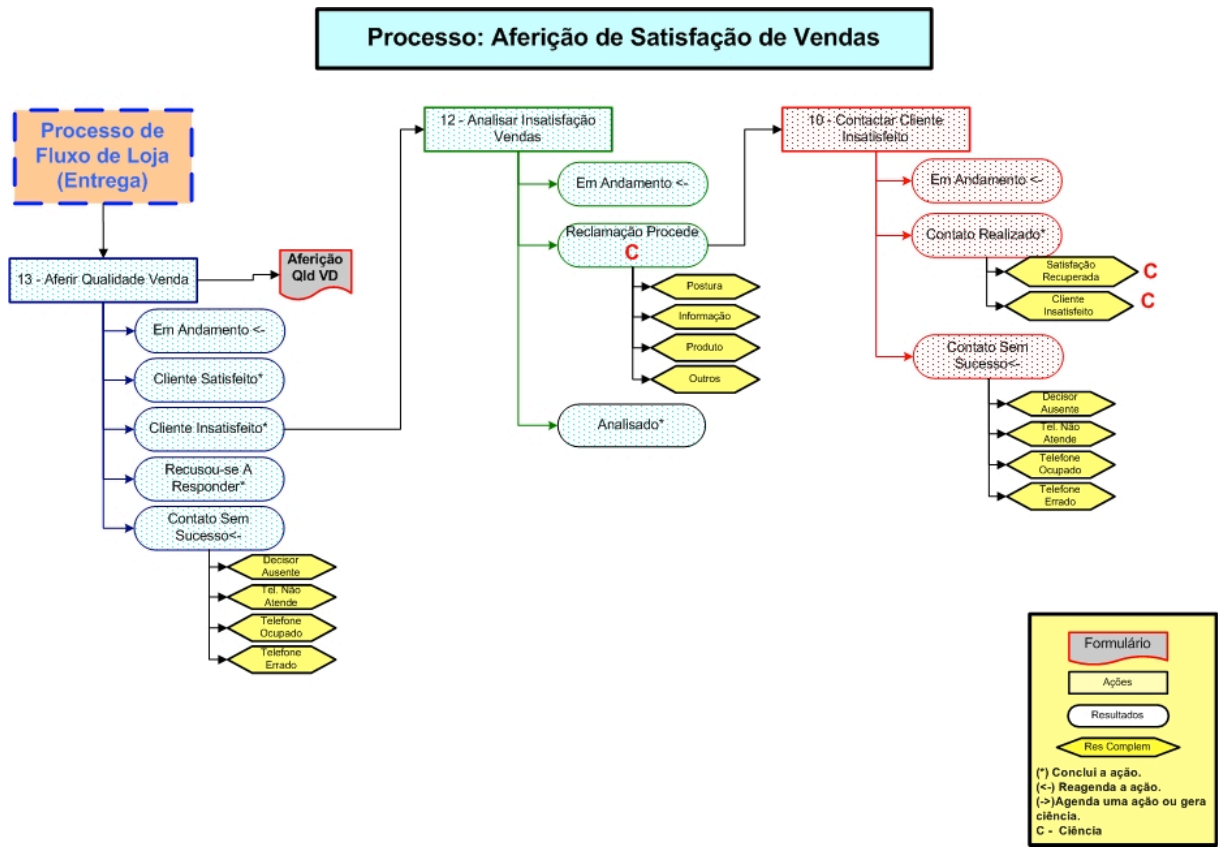 Processo: Aferição de Satisfação de Vendas
Processo de
Fluxo de Loja
(Entrega)
13 - Aferir Qualidade Venda
Aferição
Qld VD
Em Andamento <-
Cliente Satisfeito*
Cliente Insatisfeito*
Recusou-se A
Responder*
Contato Sem
Sucesso<-
Decisor
Ausente
Tel. Não
Atende
Telefone
Ocupado
Telefone
Errado
12 - Analisar Insatisfação
Vendas
Em Andamento <-
Reclamação Procede
C
Postura
Informação
Produto
Outros
Analisado*
10 - Contactar Cliente
Insatisfeito
Em Andamento <-
Contato Realizado*
Satisfação
Recuperada
C
Cliente
Insatisfeito
C
Contato Sem
Sucesso<-
Decisor
Ausente
Tel. Não
Atende
Telefone
Ocupado
Telefone
Errado
Formulário
Ações
Resultados
Res Complem
(*) Conclui a ação.
(<-) Reagenda a ação.
(->)Agenda uma ação ou gera
ciência.
C - Ciência